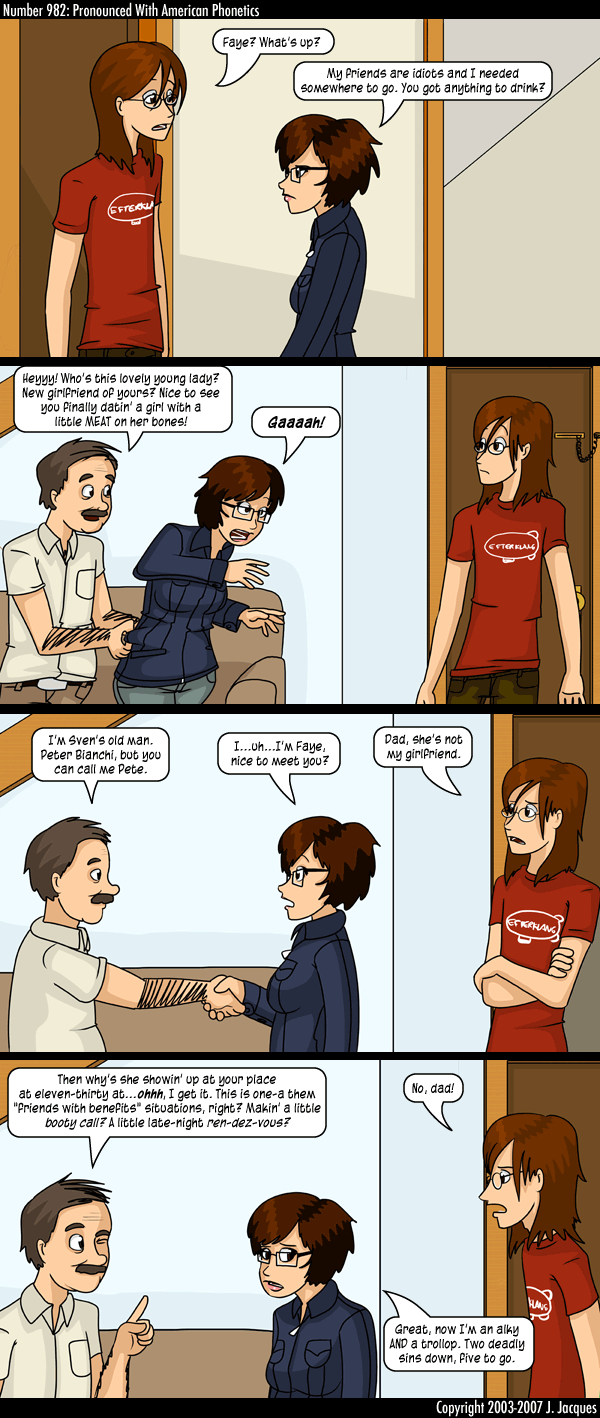 Number 982: Pronounced With American Phonetics
Faye? What's up?
My friends are idiots and I needed
somewhere to go. You got anything to drink?
EFTERKLANG
Heyyy! Who's this lovely young lady?
New girlfriend of yours? Nice to see
you finally datin' a girl with a
little MEAT on her bones!
Gaaaah!
EFTERKLANG
I'm Sven's old man.
Peter Bianchi, but you
can call me Pete.
I...uh...I'm Faye,
nice to meet you?
Dad, she's not
my girlfriend.
EFTERKLANG
Then why's she showin' up at your place
at eleven-thirty at...ohhh, I get it. This is one-a them
"friends with benefits" situations, right? Makin' a little
booty call? A little late-night ren-dez-vous?
No, dad!
KLANG
Great, now I'm an alky
AND a trollop. Two deadly
sins down, five to go.
Copyright 2003-2007 J. Jacques